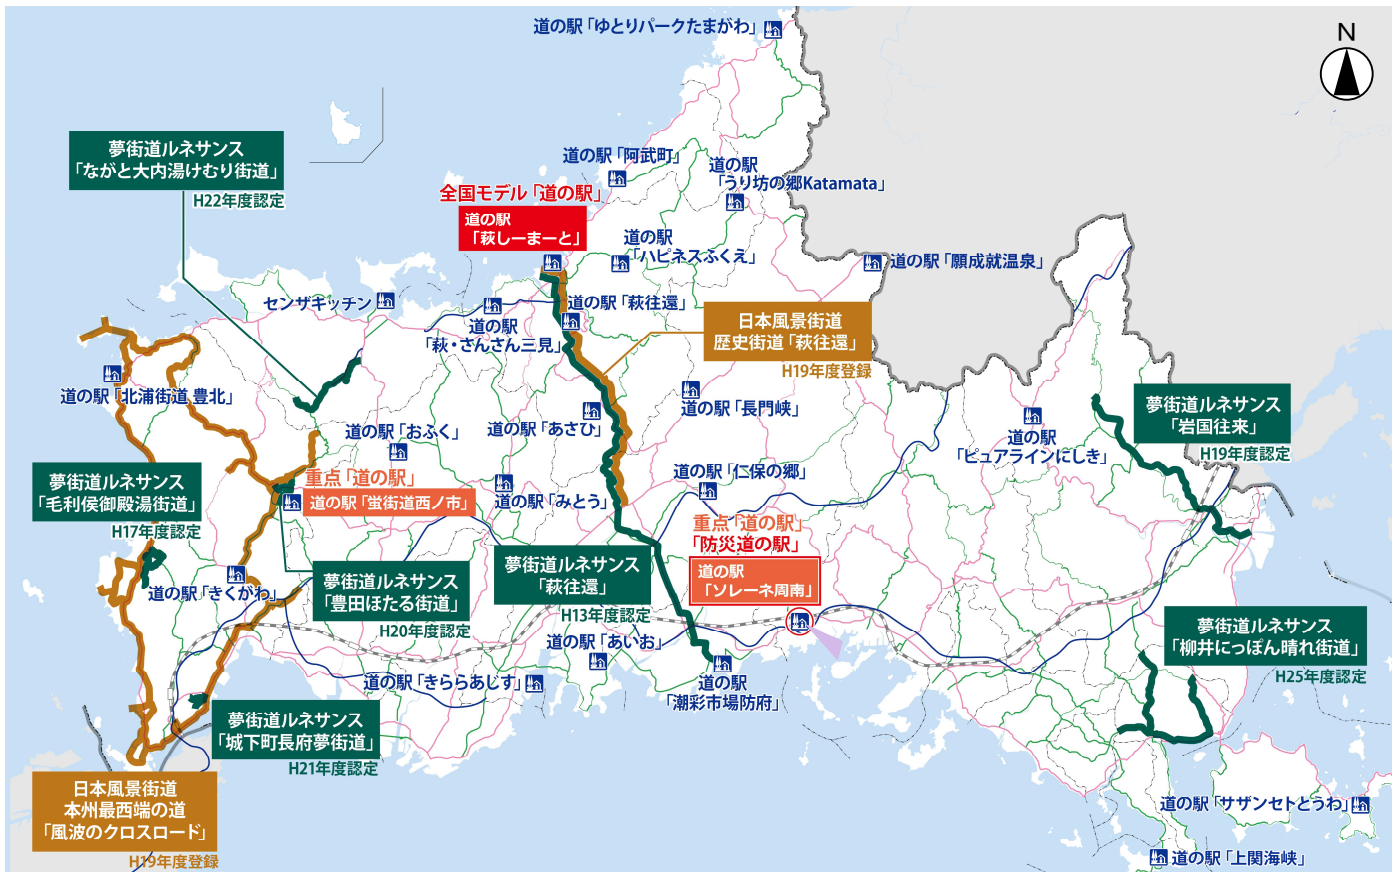 道の駅「ゆとりパークたまがわ」
N
夢街道ルネサンス
「ながと大内湯けむり街道」
H22年度認定
道の駅「阿武町」
道の駅
「うり坊の郷Katamata」
全国モデル「道の駅」
道の駅
「萩しーまーと」
道の駅
「ハピネスふくえ」
道の駅「願成就温泉」
センザキッチン
道の駅「萩往還」
道の駅
「萩・さんさん三見」
日本風景街道
歴史街道「萩往還」
H19年度登録
道の駅「北浦街道 豊北」
道の駅「長門峡」
夢街道ルネサンス
「岩国往来」
H19年度認定
道の駅「おふく」
道の駅「あさひ」
道の駅
「ピュアラインにしき」
夢街道ルネサンス
「毛利侯御殿湯街道」
H17年度認定
重点「道の駅」
道の駅「蛍街道西ノ市」
道の駅「みとう」
道の駅「仁保の郷」
重点「道の駅」
「防災道の駅」
道の駅
「ソレーネ周南」
道の駅「きくがわ」
夢街道ルネサンス
「豊田ほたる街道」
H20年度認定
夢街道ルネサンス
「萩往還」
H13年度認定
道の駅「あいお」
夢街道ルネサンス
「柳井にっぽん晴れ街道」
H25年度認定
道の駅「きららあじす」
道の駅
「潮彩市場防府」
夢街道ルネサンス
「城下町長府夢街道」
H21年度認定
日本風景街道
本州最西端の道
「風波のクロスロード」
H19年度登録
道の駅「サザンセトとうわ」
道の駅「上関海峡」